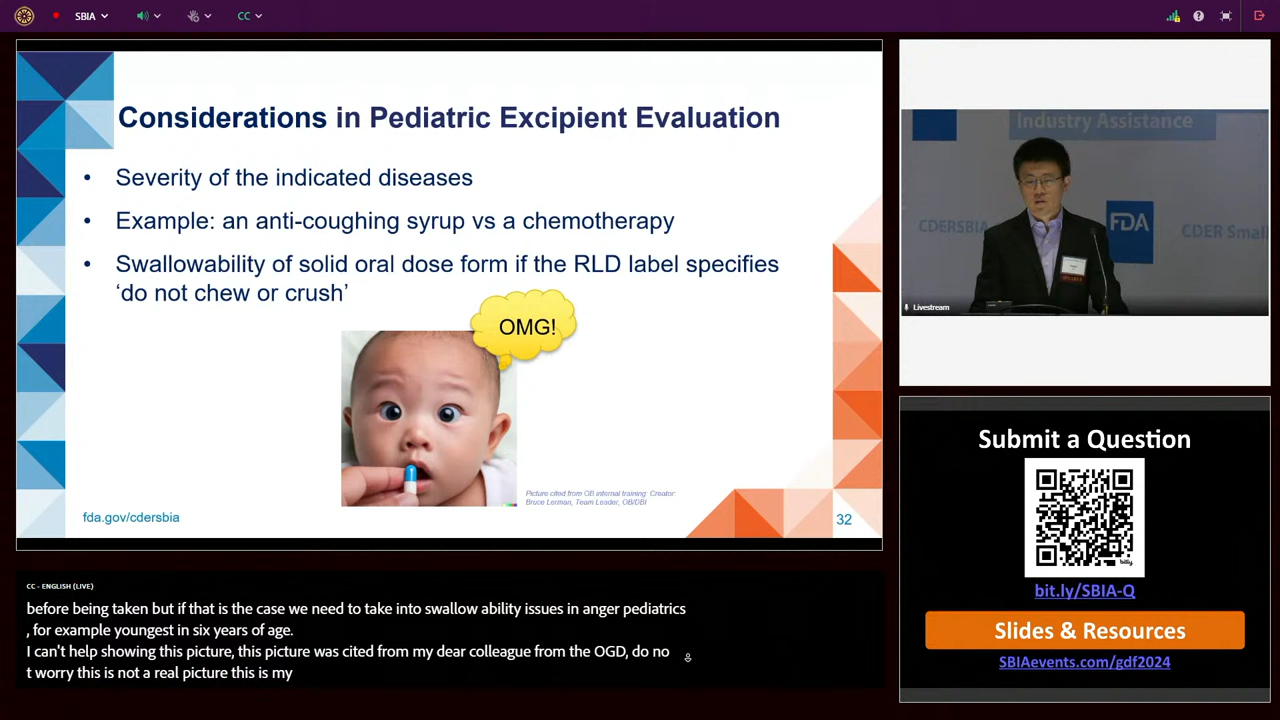 SBIA
CC
Considerations in Pediatric Excipient Evaluation
• Severity of the indicated diseases
• Example: an anti-coughing syrup vs a chemotherapy
• Swallowability of solid oral dose form if the RLD label specifies
‘do not chew or crush’
OMG!
Picture cited from OB internal training: Creator:
Bruce Lerman, Team Leader, OB/DBI
fda.gov/cdersbia
32
Industry Assistance
CDERSBIA
FDA
CDER Small
Livestream
Submit a Question
bitly
bit.ly/SBIA-Q
Slides & Resources
SBIAevents.com/gdf2024
CC - ENGLISH (LIVE)
before being taken but if that is the case we need to take into swallow ability issues in anger pediatrics
, for example youngest in six years of age.
I can't help showing this picture, this picture was cited from my dear colleague from the OGD, do no
t worry this is not a real picture this is my